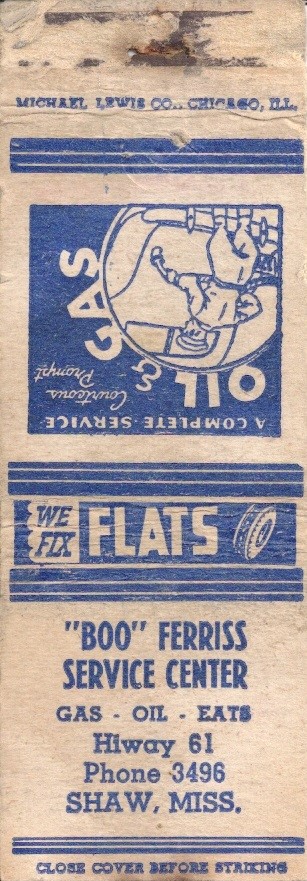 MICHAEL LEWIS CO., CHICAGO, ILL.
OIL & GAS
Courteous
Prompt
A COMPLETE SERVICE
WE
FIX
FLATS
"BOO" FERRISS
SERVICE CENTER
GAS - OIL - EATS
Hiway 61
Phone 3496
SHAW, MISS.
CLOSE COVER BEFORE STRIKING